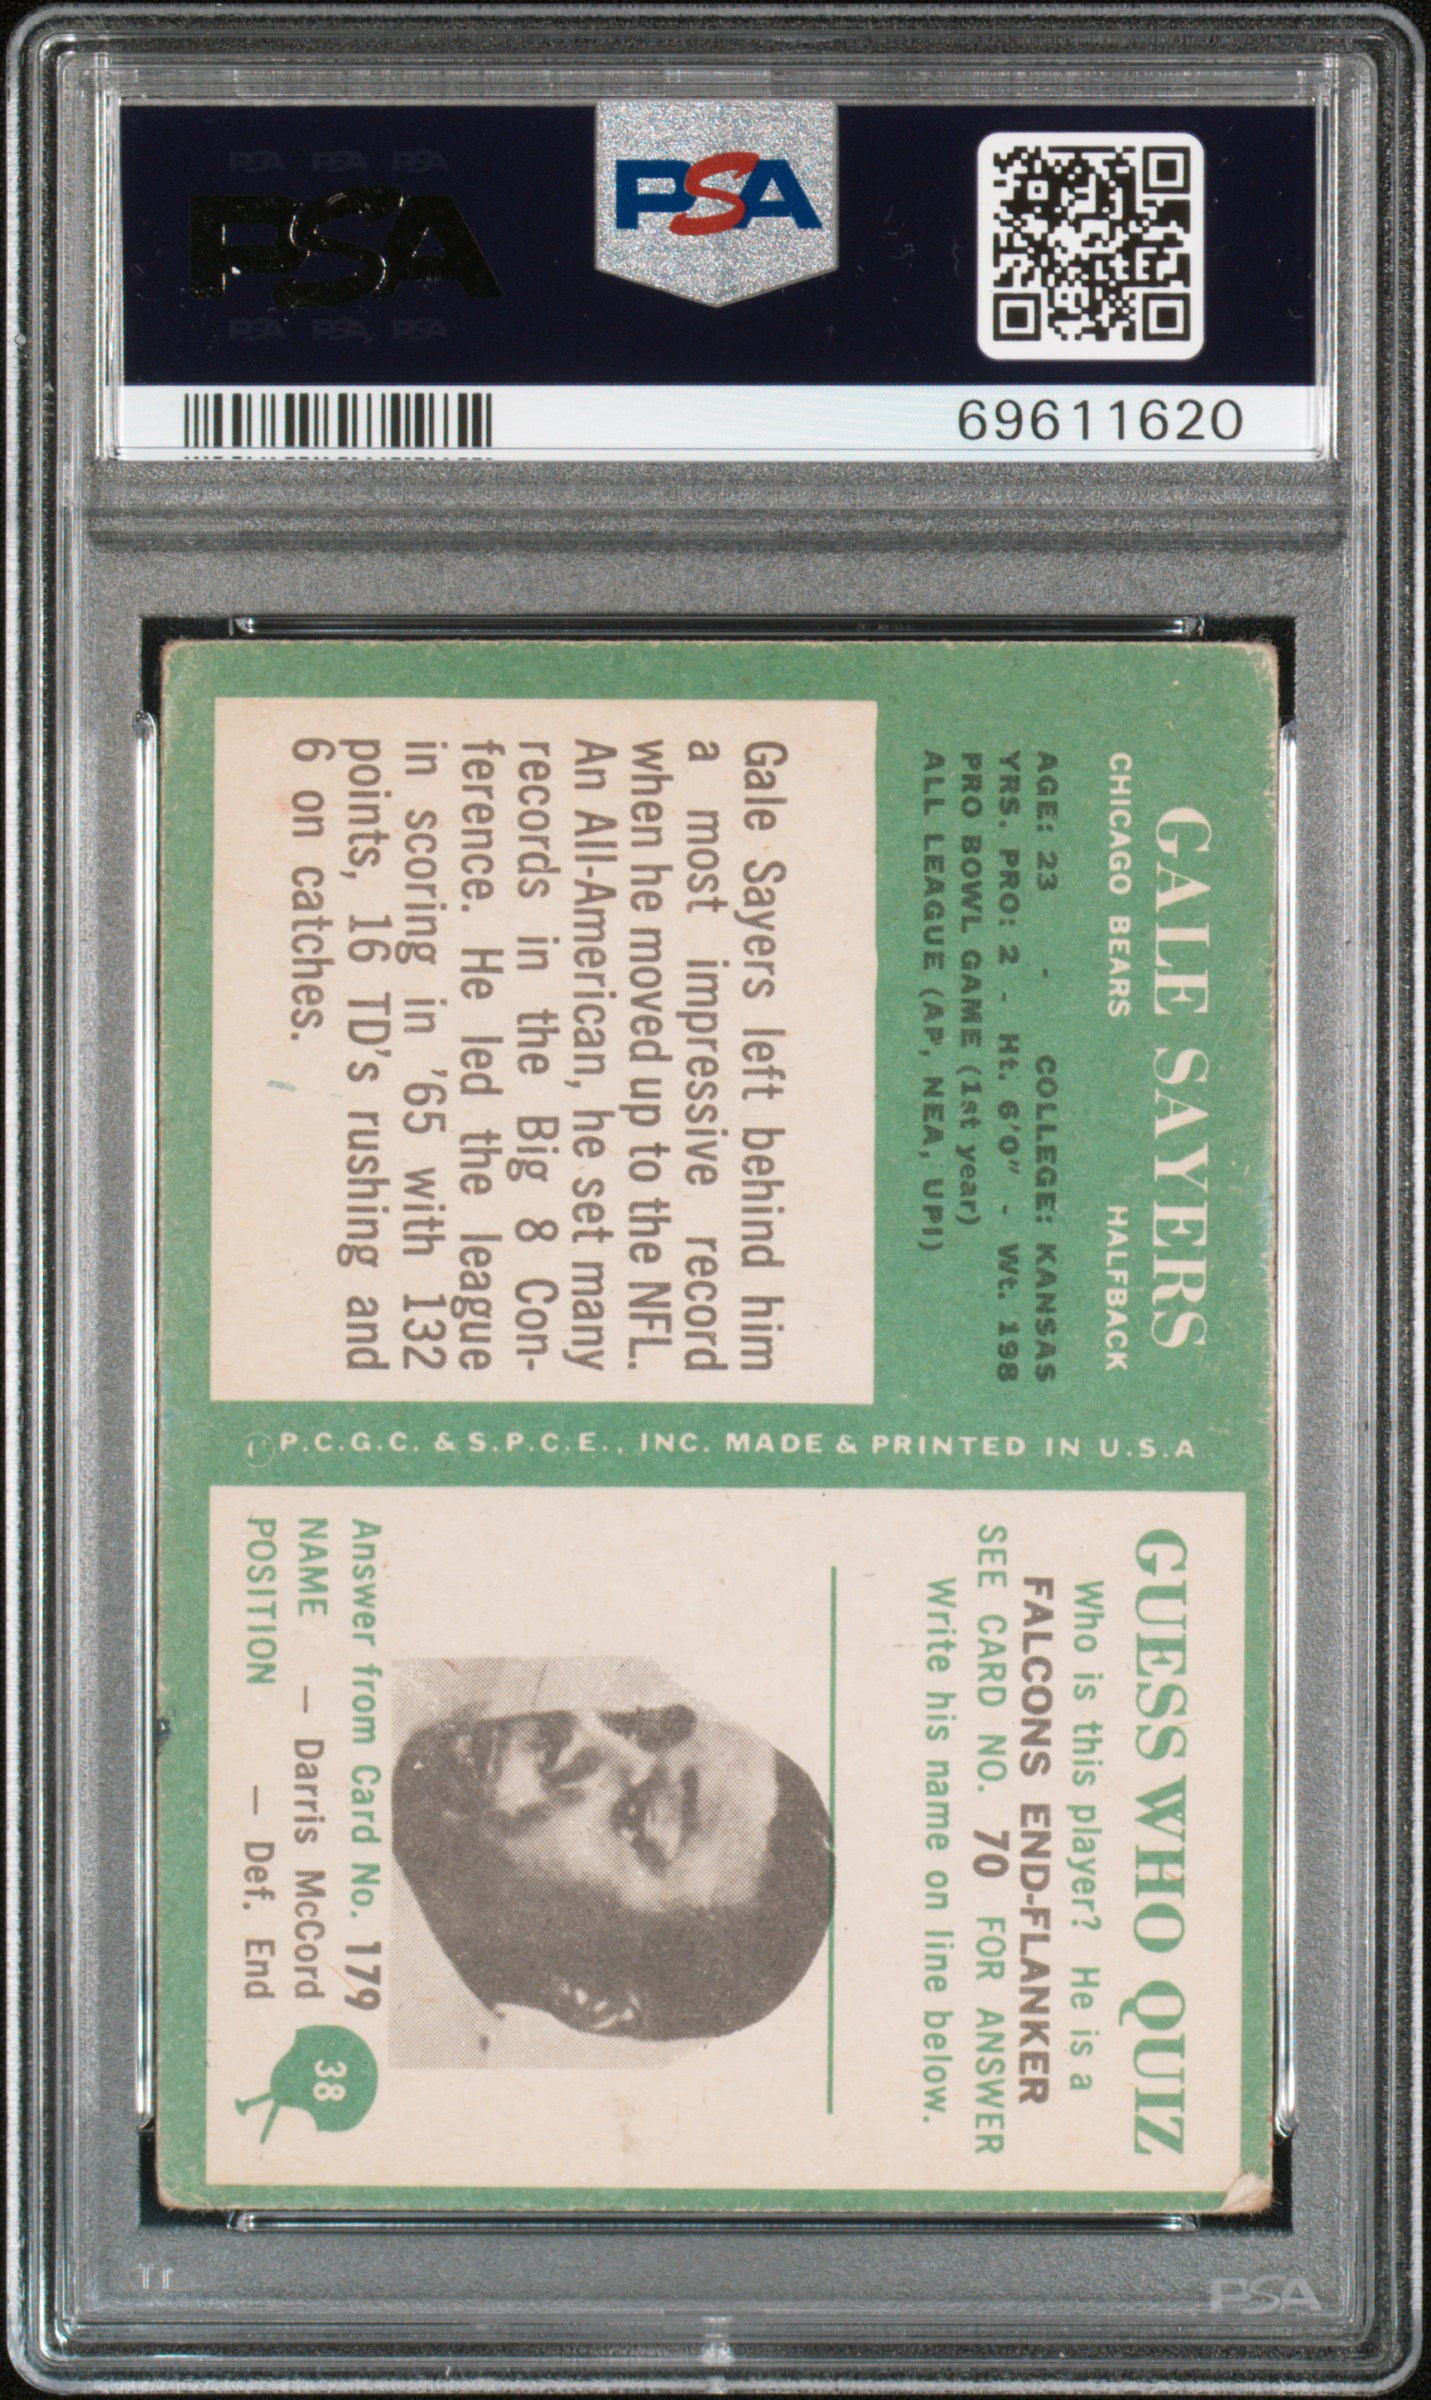 PSA PSA PSA
PSA
PSA PSA PSA
PSA
69611620
GALE SAYERS
CHICAGO BEARS HALFBACK
AGE: 23 - COLLEGE: KANSAS
YRS. PRO: 2 - Ht. 6'0" - Wt. 198
PRO BOWL GAME (1st year)
ALL LEAGUE (AP, NEA, UPI)
Gale Sayers left behind him
a most impressive record
when he moved up to the NFL.
An All-American, he set many
records in the Big 8 Con-
ference. He led the league
in scoring in '65 with 132
points, 16 TD's rushing and
6 on catches.
© P.C.G.C. & S.P.C.E., INC. MADE & PRINTED IN U.S.A
GUESS WHO QUIZ
Who is this player? He is a
FALCONS END-FLANKER
SEE CARD NO. 70 FOR ANSWER
Write his name on line below.
Answer from Card No. 179
NAME — Darris McCord
POSITION — Def. End
38
PSA